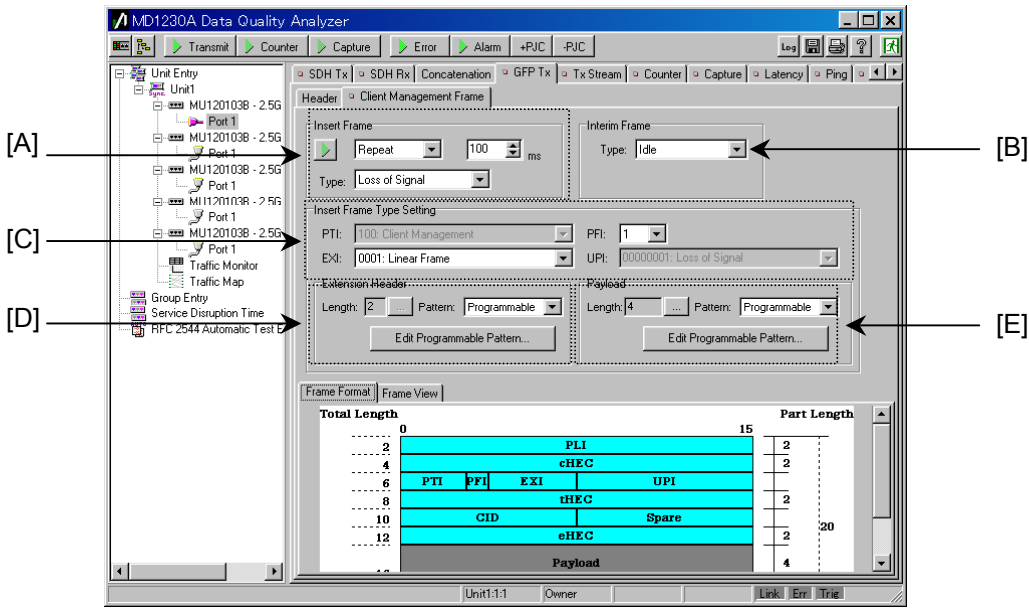 MD1230A Data Quality Analyzer
Transmit Counter Capture Error Alarm +PJC -PJC Log
Unit Entry
Unit1
Sync.
MU120103B - 2.5G
Port 1
MU120103B - 2.5G
Port 1
MU120103B - 2.5G
Port 1
MU120103B - 2.5G
Port 1
MU120103B - 2.5G
Port 1
Traffic Monitor
Traffic Map
Group Entry
Service Disruption Time
RFC 2544 Automatic Test E
SDH Tx SDH Rx Concatenation GFP Tx Tx Stream Counter Capture Latency Ping
Header Client Management Frame
[A]
Insert Frame
Repeat 100 ms
Type: Loss of Signal
Interim Frame
Type: Idle
[B]
[C]
Insert Frame Type Setting
PTI: 100: Client Management PFI: 1
EXI: 0001: Linear Frame UPI: 00000001: Loss of Signal
[D]
Extension Header
Length: 2 ... Pattern: Programmable
Edit Programmable Pattern...
Payload
Length: 4 ... Pattern: Programmable
Edit Programmable Pattern...
[E]
Frame Format Frame View
Total Length Part Length
0 15
2 PLI 2
4 cHEC 2
6 PTI PFI EXI UPI
8 tHEC 2
10 CID Spare
20
12 eHEC 2
Payload 4
Unit1:1:1 Owner Link Err Trig